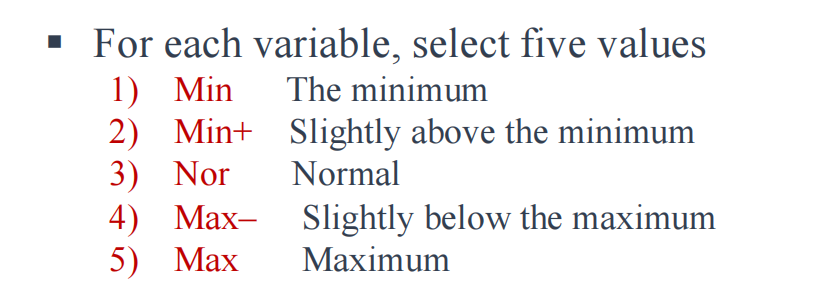 ▪ For each variable, select five values
1) Min The minimum
2) Min+ Slightly above the minimum
3) Nor Normal
4) Max– Slightly below the maximum
5) Max Maximum